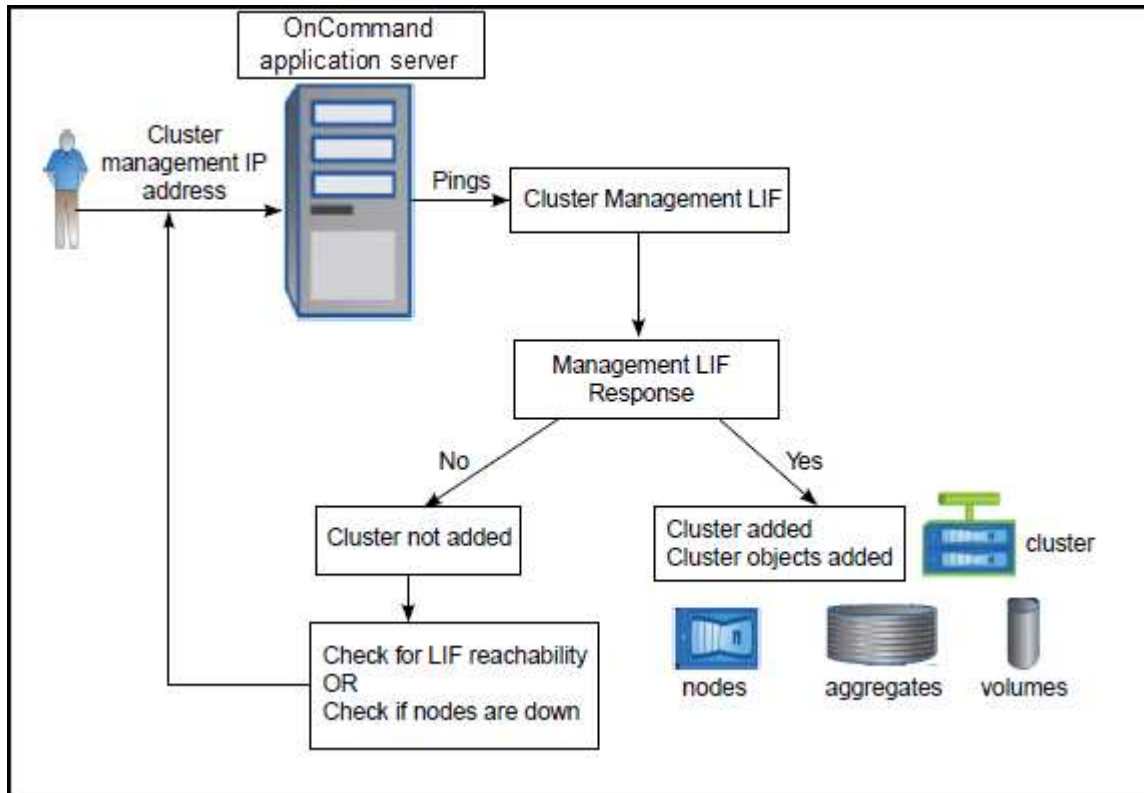 OnCommand
application server
Cluster
management IP
address
Pings
Cluster Management LIF
Management LIF
Response
No
Yes
Cluster not added
Cluster added
Cluster objects added
cluster
Check for LIF reachability
OR
Check if nodes are down
nodes
aggregates
volumes